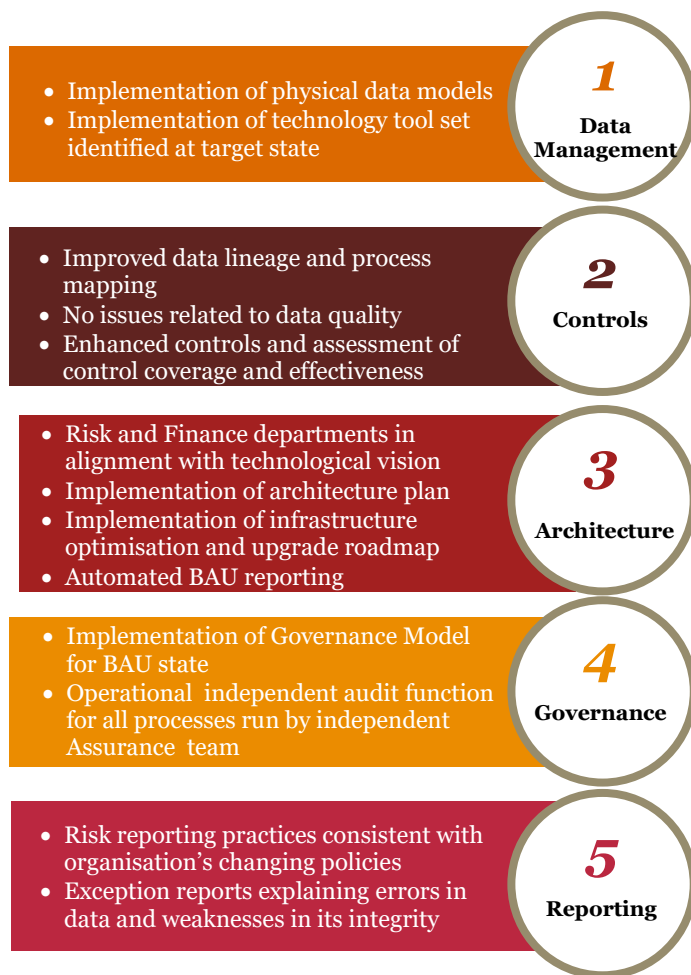 • Implementation of physical data models
• Implementation of technology tool set
identified at target state
1
Data
Management
• Improved data lineage and process
mapping
• No issues related to data quality
• Enhanced controls and assessment of
control coverage and effectiveness
2
Controls
• Risk and Finance departments in
alignment with technological vision
• Implementation of architecture plan
• Implementation of infrastructure
optimisation and upgrade roadmap
• Automated BAU reporting
3
Architecture
• Implementation of Governance Model
for BAU state
• Operational independent audit function
for all processes run by independent
Assurance team
4
Governance
• Risk reporting practices consistent with
organisation’s changing policies
• Exception reports explaining errors in
data and weaknesses in its integrity
5
Reporting